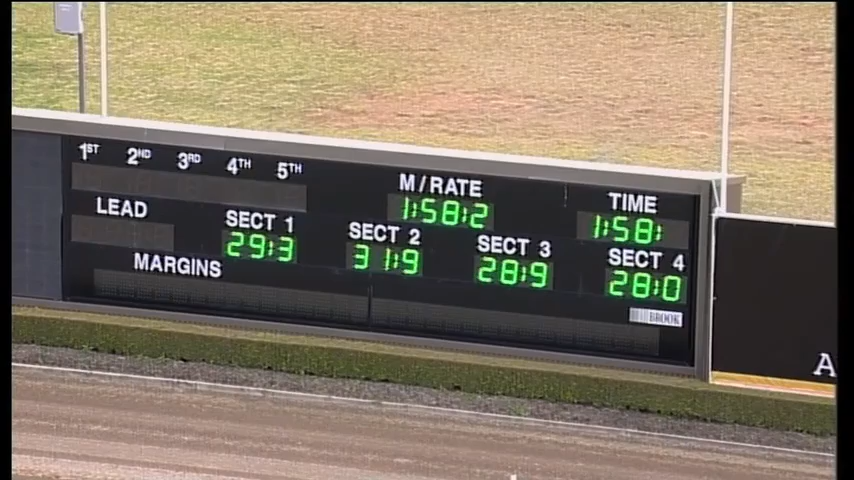 1ST 2ND 3RD 4TH 5TH
M/RATE
1:58:2
TIME
1:58:
LEAD
SECT 1
29:3
SECT 2
31:9
SECT 3
28:9
SECT 4
28:0
MARGINS
BROOK
A